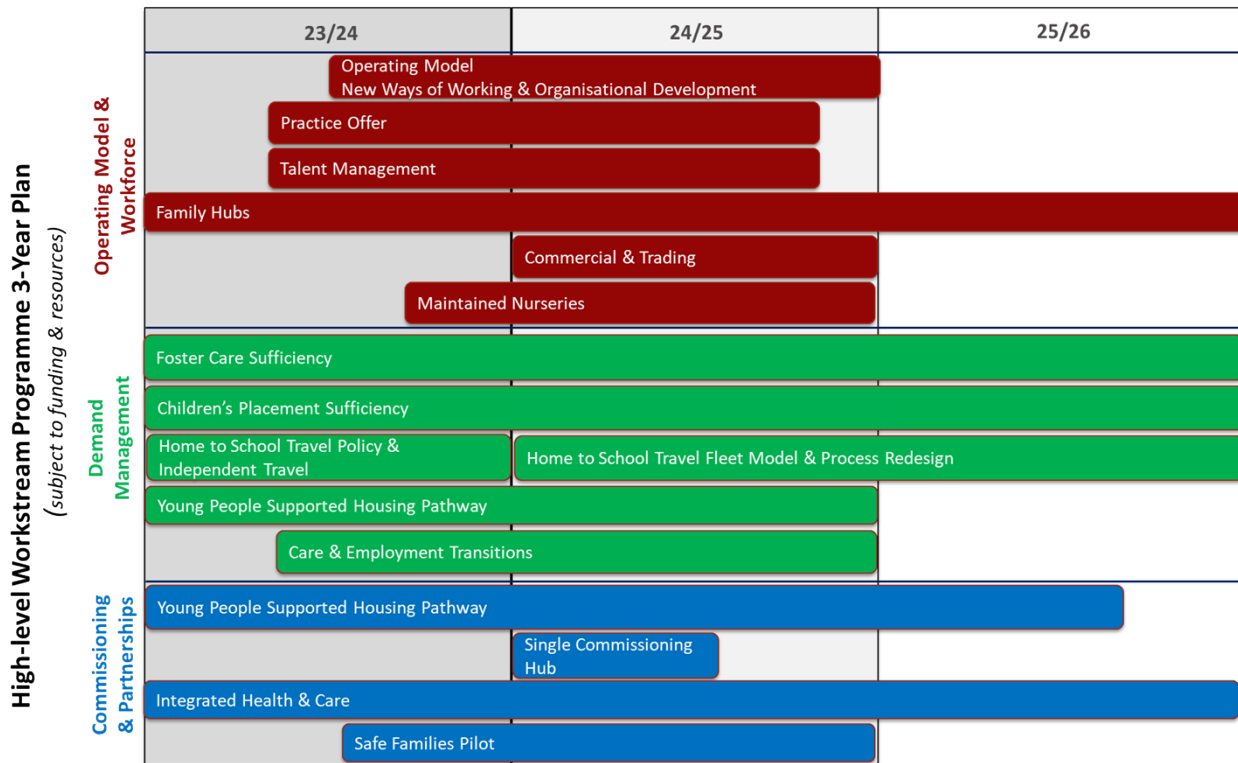 High-level Workstream Programme 3-Year Plan
(subject to funding & resources)
23/24
24/25
25/26
Operating Model &
Workforce
Operating Model
New Ways of Working & Organisational Development
Practice Offer
Talent Management
Family Hubs
Commercial & Trading
Maintained Nurseries
Demand
Management
Foster Care Sufficiency
Children’s Placement Sufficiency
Home to School Travel Policy &
Independent Travel
Home to School Travel Fleet Model & Process Redesign
Young People Supported Housing Pathway
Care & Employment Transitions
Commissioning
& Partnerships
Young People Supported Housing Pathway
Single Commissioning
Hub
Integrated Health & Care
Safe Families Pilot